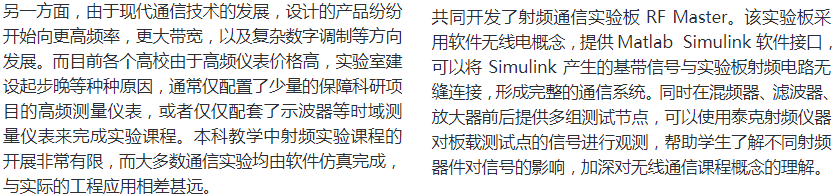 另一方面，由于现代通信技术的发展，设计的产品纷纷
开始向更高频率，更大带宽，以及复杂数字调制等方向
发展。而目前各个高校由于高频仪表价格高，实验室建
设起步晚等种种原因，通常仅配置了少量的保障科研项
目的高频测量仪表，或者仅仅配套了示波器等时域测
量仪表来完成实验课程。本科教学中射频实验课程的
开展非常有限，而大多数通信实验均由软件仿真完成，
与实际的工程应用相差甚远。
共同开发了射频通信实验板 RF Master。该实验板采
用软件无线电概念，提供 Matlab Simulink 软件接口，
可以将 Simulink 产生的基带信号与实验板射频电路无
缝连接，形成完整的通信系统。同时在混频器、滤波器、
放大器前后提供多组测试节点，可以使用泰克射频仪器
对板载测试点的信号进行观测，帮助学生了解不同射频
器件对信号的影响，加深对无线通信课程概念的理解。